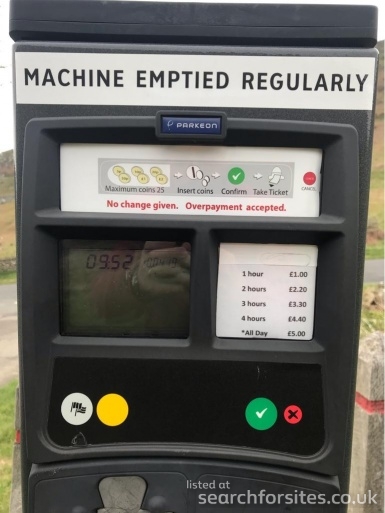 MACHINE EMPTIED REGULARLY
PARKEON
Maximum coins 25 Insert coins Confirm Take Ticket
CANCEL
No change given. Overpayment accepted.
09:52
1 hour £1.00
2 hours £2.20
3 hours £3.30
4 hours £4.40
*All Day £5.00
listed at
searchforsites.co.uk